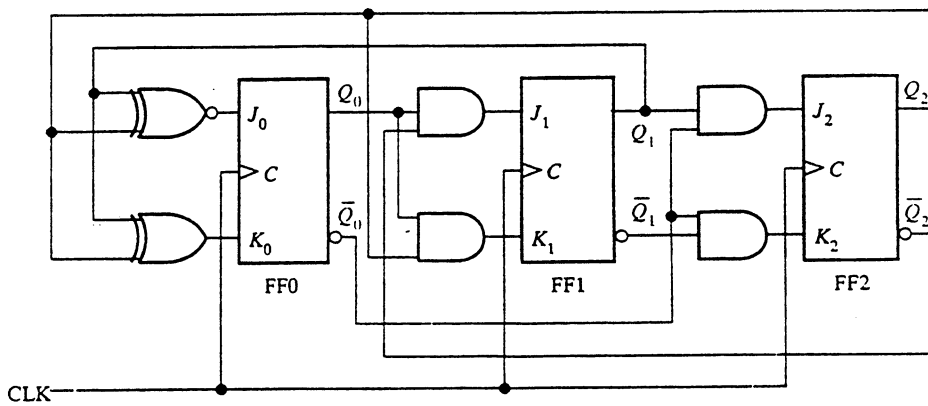 J₀
C
K₀
FF0
Q₀
Q̅₀
J₁
C
K₁
FF1
Q₁
Q̅₁
J₂
C
K₂
FF2
Q₂
Q̅₂
CLK